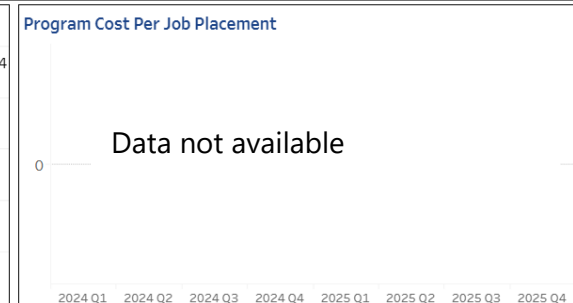 Program Cost Per Job Placement
4
Data not available
0
2024 Q1 2024 Q2 2024 Q3 2024 Q4 2025 Q1 2025 Q2 2025 Q3 2025 Q4